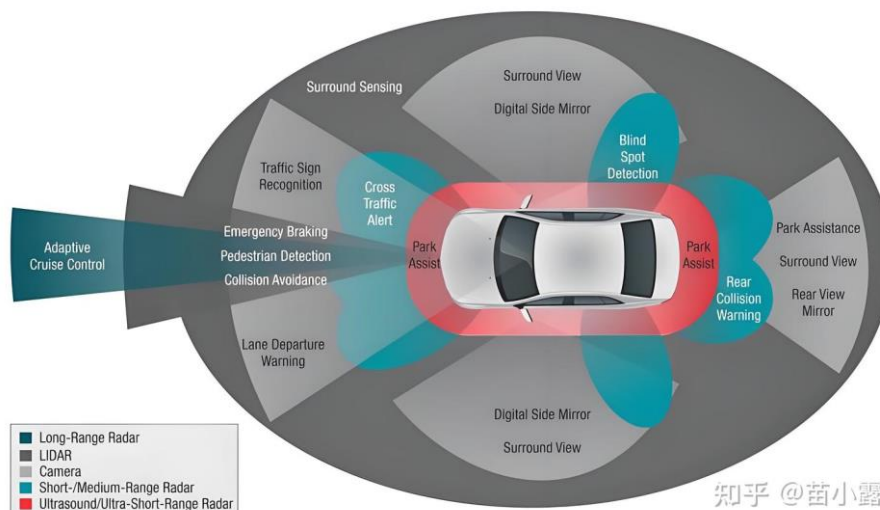 Surround Sensing
Surround View
Digital Side Mirror
Blind
Spot
Detection
Traffic Sign
Recognition
Cross
Traffic
Alert
Emergency Braking
Adaptive
Cruise Control
Pedestrian Detection
Collision Avoidance
Park
Assist
Park
Assist
Park Assistance
Surround View
Rear View
Mirror
Rear
Collision
Warning
Lane Departure
Warning
Digital Side Mirror
Surround View
Long-Range Radar
LIDAR
Camera
Short-/Medium-Range Radar
Ultrasound/Ultra-Short-Range Radar
知乎 @苗小露